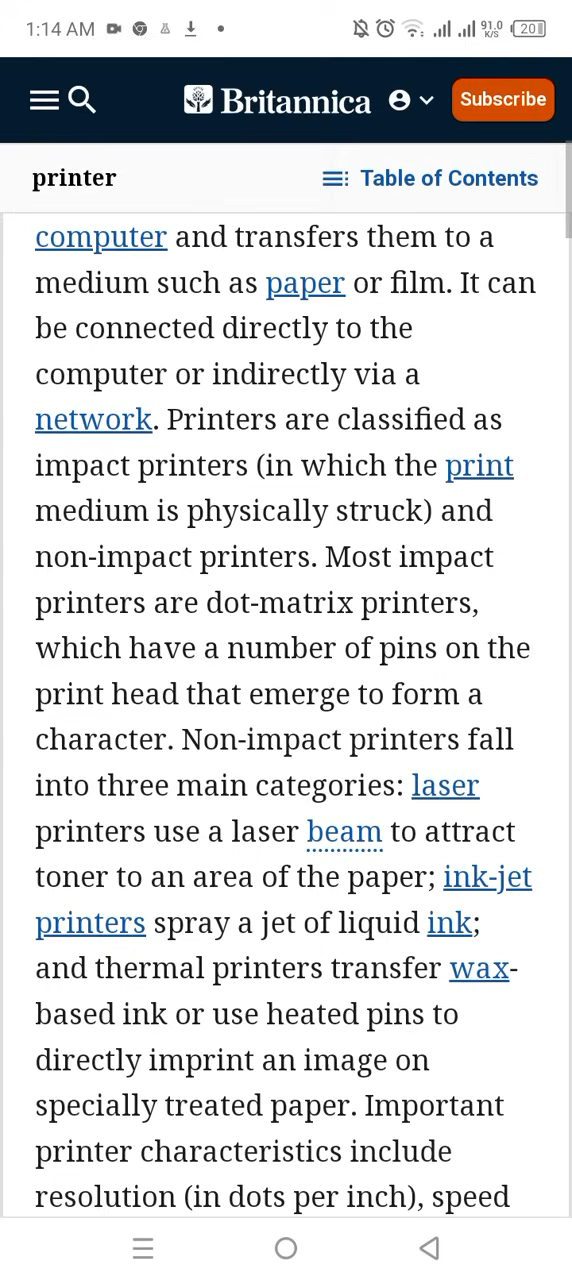 1:14 AM
91.0
K/S
20
Britannica
Subscribe
printer
Table of Contents
computer and transfers them to a
medium such as paper or film. It can
be connected directly to the
computer or indirectly via a
network. Printers are classified as
impact printers (in which the print
medium is physically struck) and
non-impact printers. Most impact
printers are dot-matrix printers,
which have a number of pins on the
print head that emerge to form a
character. Non-impact printers fall
into three main categories: laser
printers use a laser beam to attract
toner to an area of the paper; ink-jet
printers spray a jet of liquid ink;
and thermal printers transfer wax-
based ink or use heated pins to
directly imprint an image on
specially treated paper. Important
printer characteristics include
resolution (in dots per inch), speed